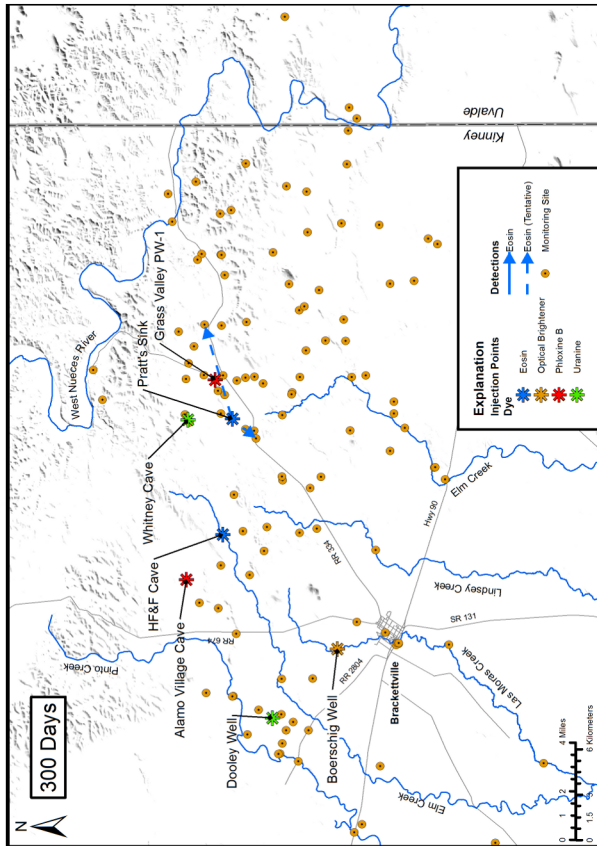 300 Days
N
Pinto Creek
RR 674
Alamo Village Cave
HF&F Cave
Whitney Cave
West Nueces River
Pratt's Sink
Grass Valley PW-1
Dooley Well
Boerschig Well
RR 2804
Brackettville
RR 334
Hwy 90
SR 131
Elm Creek
Las Moras Creek
Lindsey Creek
Elm Creek
Kinney
Uvalde
0 1 2 4 Miles
0 1.5 3 6 Kilometers
Explanation
Injection Points
Dye
Eosin
Optical Brightener
Phloxine B
Uranine
Detections
Eosin
Eosin (Tentative)
Monitoring Site